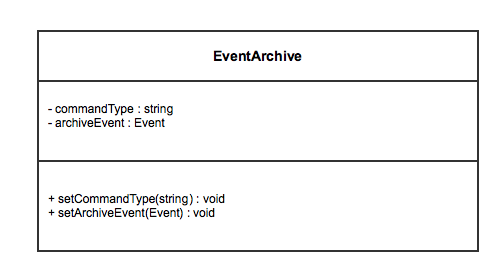 EventArchive
- commandType : string
- archiveEvent : Event
+ setCommandType(string) : void
+ setArchiveEvent(Event) : void